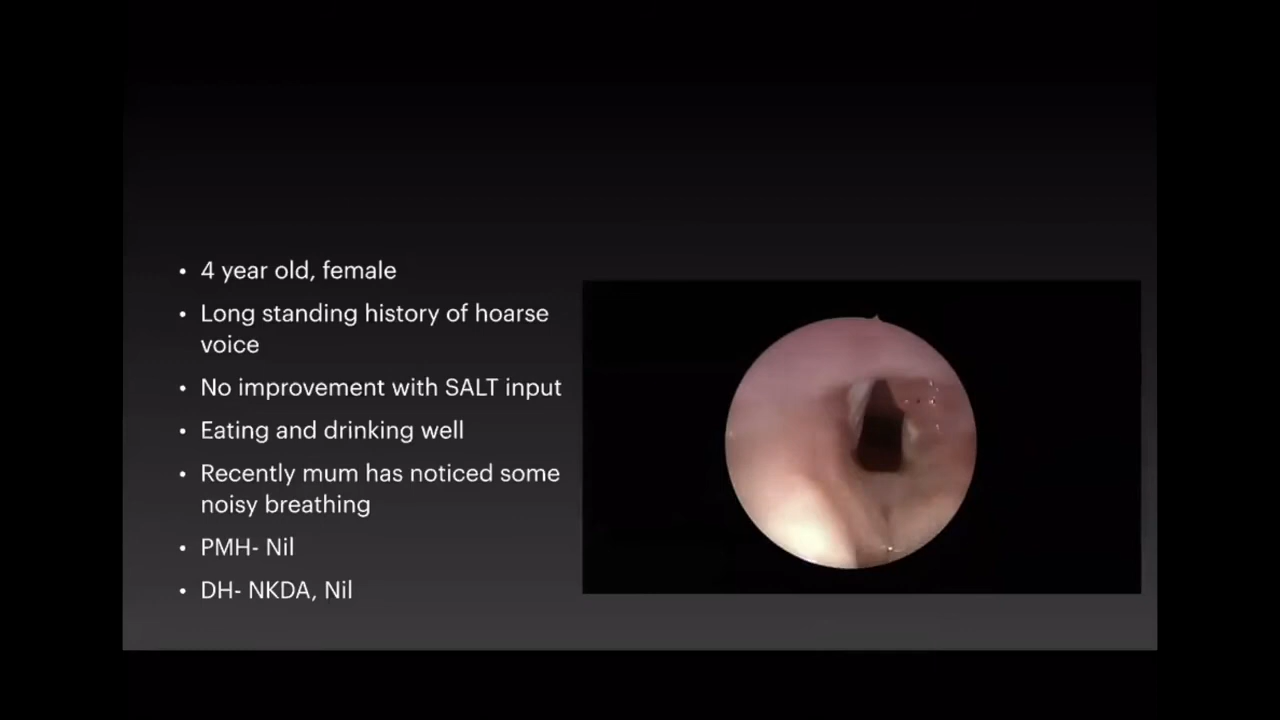 • 4 year old, female
• Long standing history of hoarse
voice
• No improvement with SALT input
• Eating and drinking well
• Recently mum has noticed some
noisy breathing
• PMH- Nil
• DH- NKDA, Nil